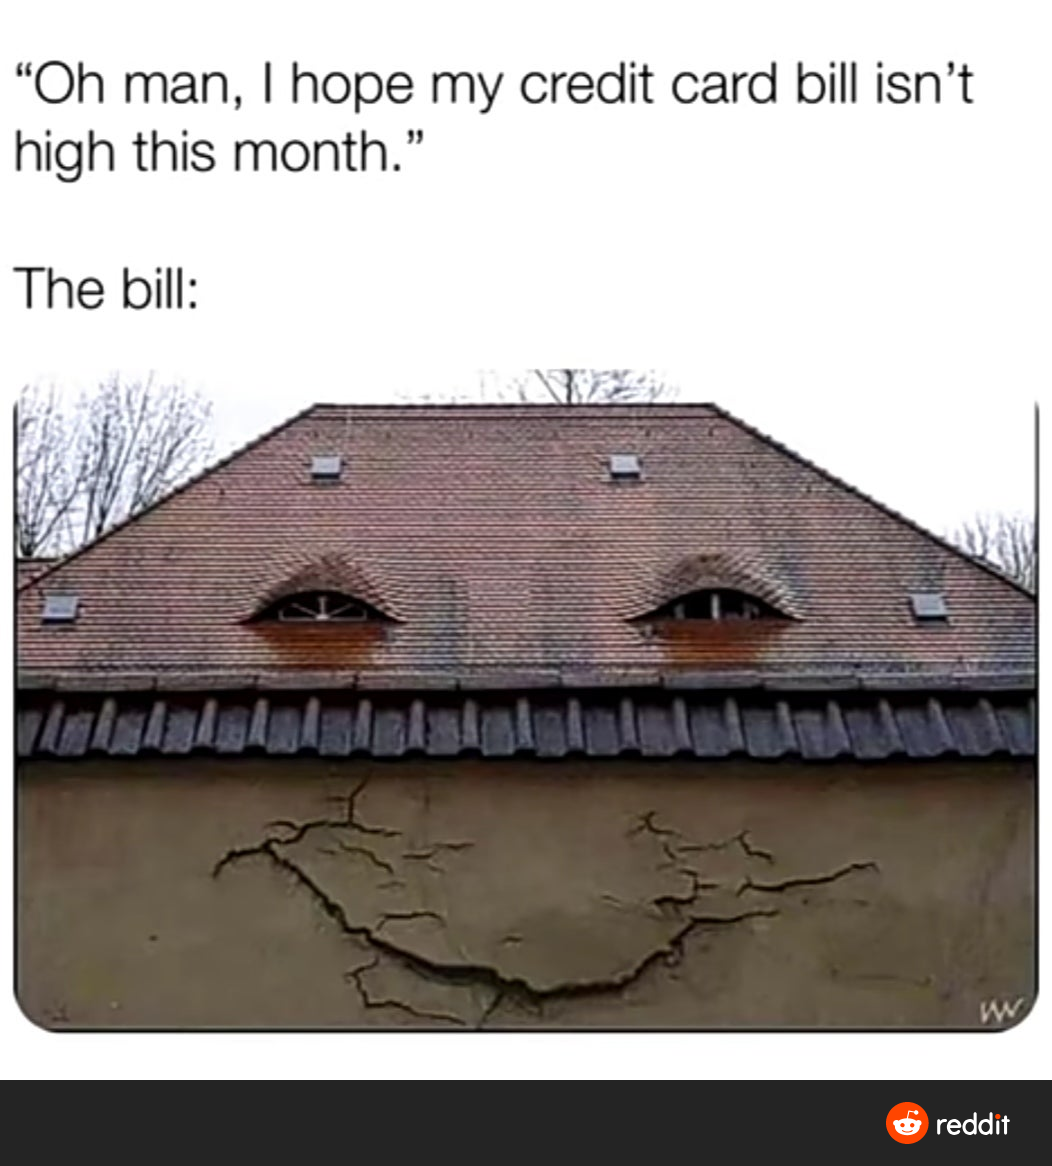 “Oh man, I hope my credit card bill isn’t
high this month.”
The bill:
reddit